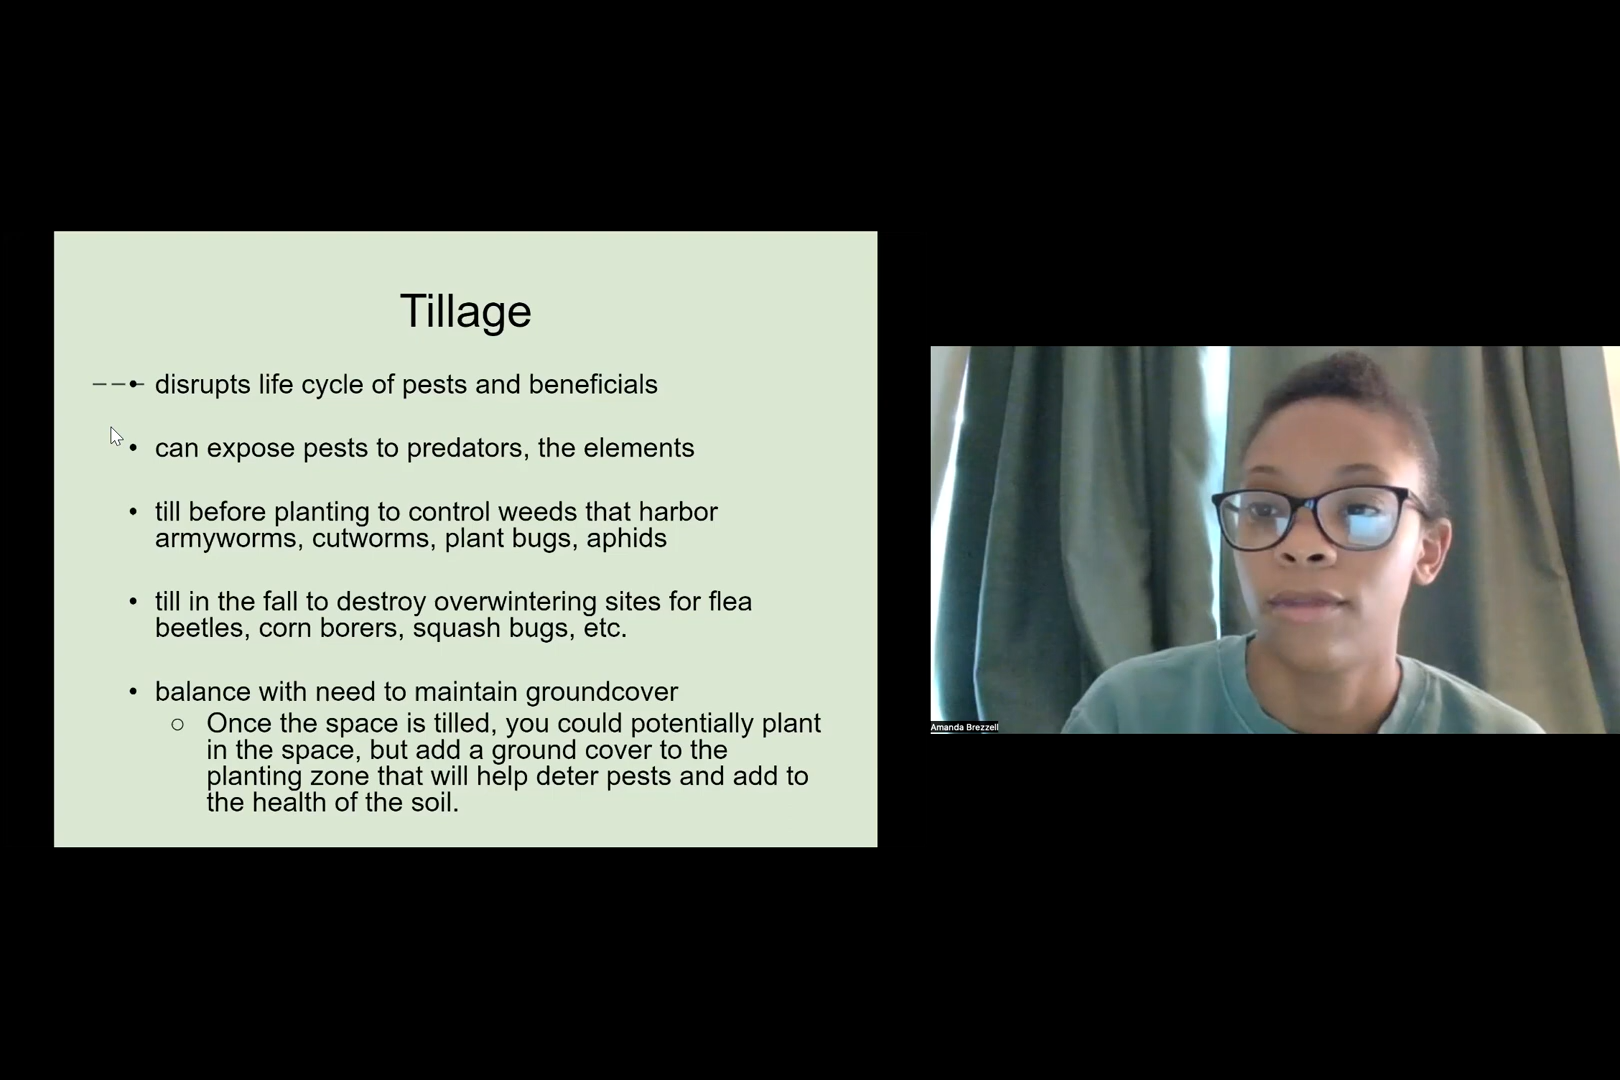 Tillage
• disrupts life cycle of pests and beneficials
• can expose pests to predators, the elements
• till before planting to control weeds that harbor
armyworms, cutworms, plant bugs, aphids
• till in the fall to destroy overwintering sites for flea
beetles, corn borers, squash bugs, etc.
• balance with need to maintain groundcover
○ Once the space is tilled, you could potentially plant
in the space, but add a ground cover to the
planting zone that will help deter pests and add to
the health of the soil.
Amanda Brezzell